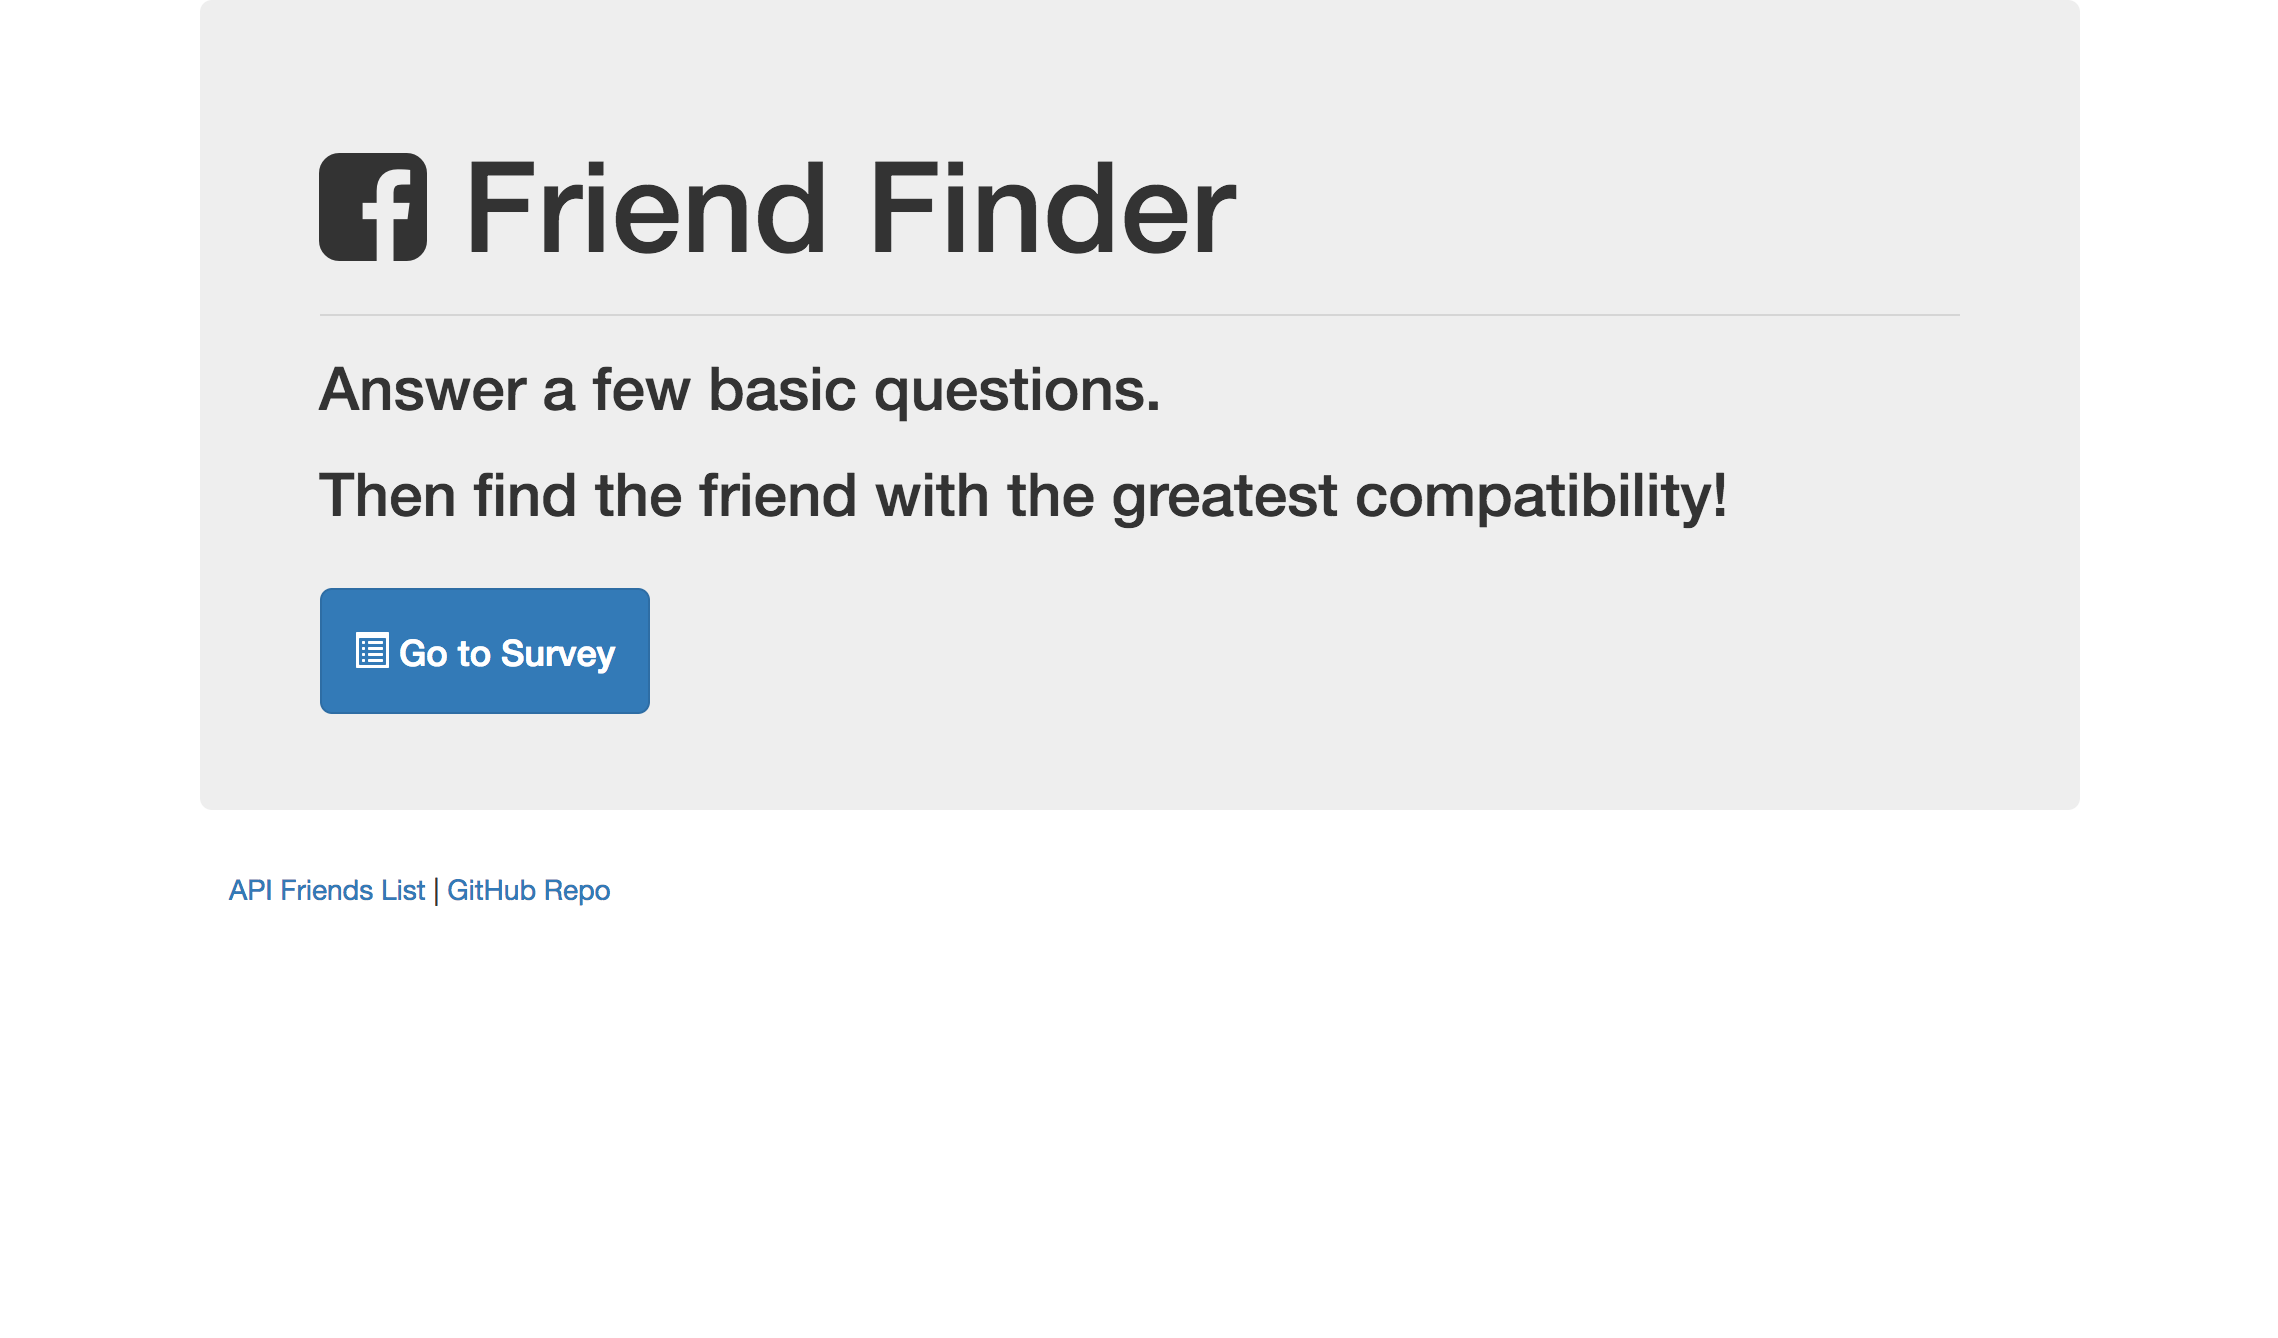 Friend Finder
Answer a few basic questions.
Then find the friend with the greatest compatibility!
Go to Survey
API Friends List | GitHub Repo